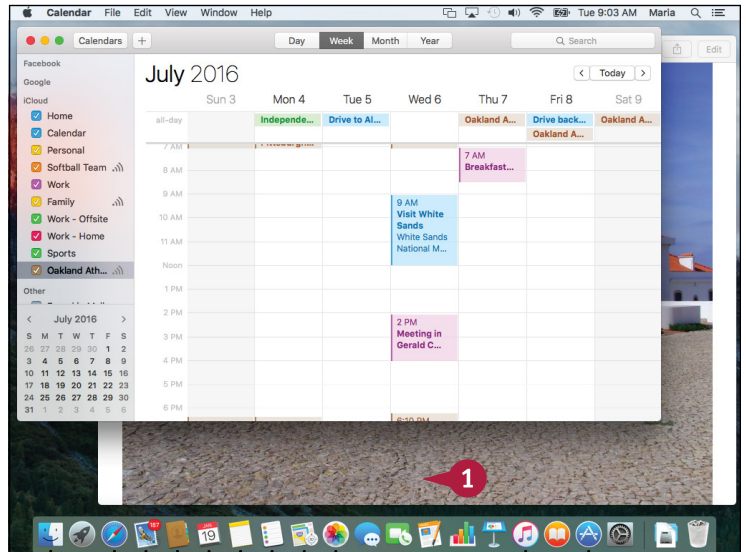 Calendar File Edit View Window Help Tue 9:03 AM Maria
Calendars + Day Week Month Year Search Edit
Facebook
Google
iCloud
Home
Calendar
Personal
Softball Team
Work
Family
Work - Offsite
Work - Home
Sports
Oakland Ath...
Other
July 2016
S M T W T F S
26 27 28 29 30 1 2
3 4 5 6 7 8 9
10 11 12 13 14 15 16
17 18 19 20 21 22 23
24 25 26 27 28 29 30
31 1 2 3 4 5 6
July 2016 < Today >
Sun 3 Mon 4 Tue 5 Wed 6 Thu 7 Fri 8 Sat 9
all-day Independe... Drive to Al... Oakland A... Drive back... Oakland A...
Oakland A...
7 AM
8 AM
9 AM
10 AM
11 AM
Noon
1 PM
2 PM
3 PM
4 PM
5 PM
6 PM
7 AM
Breakfast...
9 AM
Visit White
Sands
White Sands
National M...
2 PM
Meeting in
Gerald C...
6:10 PM
1
187
19